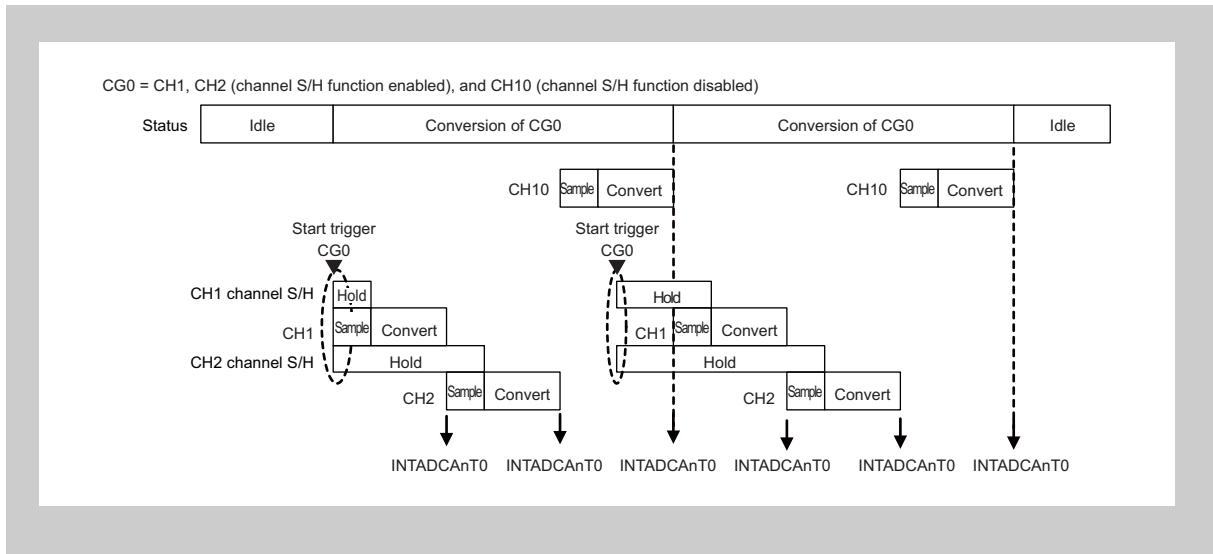 CG0 = CH1, CH2 (channel S/H function enabled), and CH10 (channel S/H function disabled)
Status Idle Conversion of CG0 Conversion of CG0 Idle
CH10 Sample Convert CH10 Sample Convert
Start trigger Start trigger
CG0 CG0
CH1 channel S/H Hold Hold
CH1 Sample Convert CH1 Sample Convert
CH2 channel S/H Hold Hold
CH2 Sample Convert CH2 Sample Convert
INTADCAnT0 INTADCAnT0 INTADCAnT0 INTADCAnT0 INTADCAnT0 INTADCAnT0